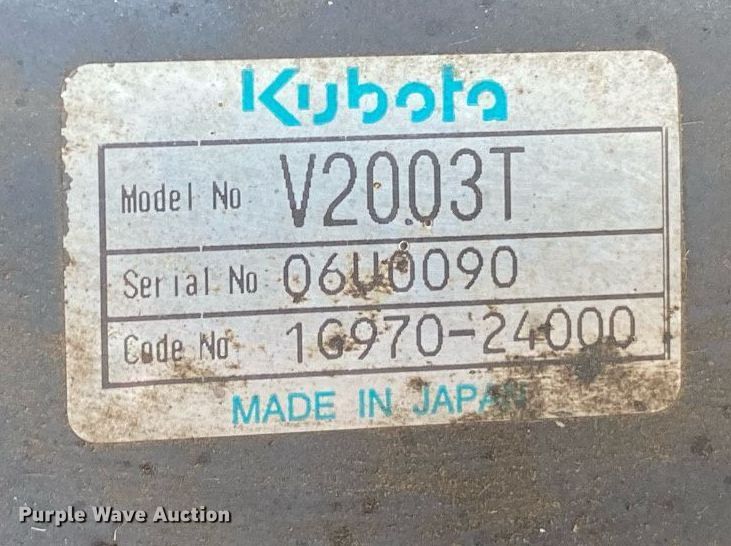 Kubota
Model No V2003T
Serial No 06U0090
Code No 1G970-24000
MADE IN JAPAN
Purple Wave Auction